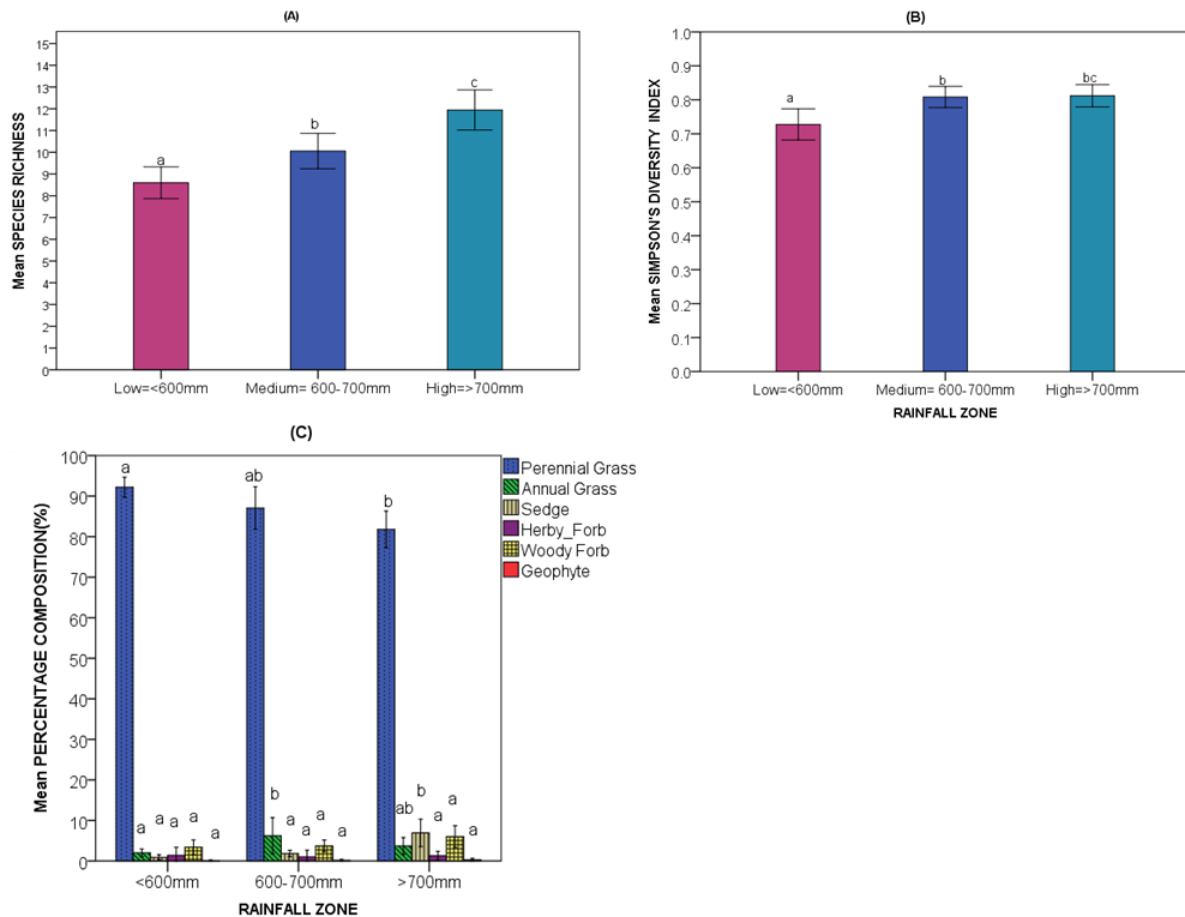 (A)
Mean SPECIES RICHNESS
15
14
13
12
11
10
9
8
7
6
5
4
3
2
1
0
a
b
c
Low=<600mm
Medium= 600-700mm
High=>700mm
(B)
Mean SIMPSON'S DIVERSITY INDEX
1.0
0.9
0.8
0.7
0.6
0.5
0.4
0.3
0.2
0.1
0.0
a
b
bc
Low=<600mm
Medium= 600-700mm
High=>700mm
RAINFALL ZONE
(C)
Mean PERCENTAGE COMPOSITION(%)
100
90
80
70
60
50
40
30
20
10
0
a
ab
b
a a a a a
b a a a a
ab b a a a
Perennial Grass
Annual Grass
Sedge
Herby_Forb
Woody Forb
Geophyte
<600mm
600-700mm
>700mm
RAINFALL ZONE